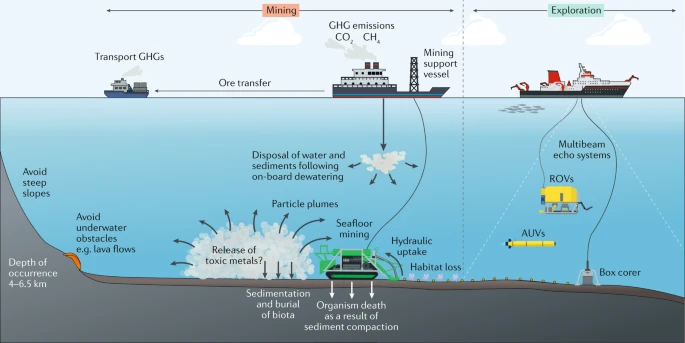 Mining
Exploration
GHG emissions
CO2 CH4
Transport GHGs
Mining
support
vessel
Ore transfer
Disposal of water and
sediments following
on-board dewatering
Multibeam
echo systems
ROVs
AUVs
Box corer
Avoid
steep
slopes
Avoid
underwater
obstacles
e.g. lava flows
Depth of
occurrence
4–6.5 km
Particle plumes
Release of
toxic metals?
Seafloor
mining
Hydraulic
uptake
Habitat loss
Sedimentation
and burial
of biota
Organism death
as a result of
sediment compaction